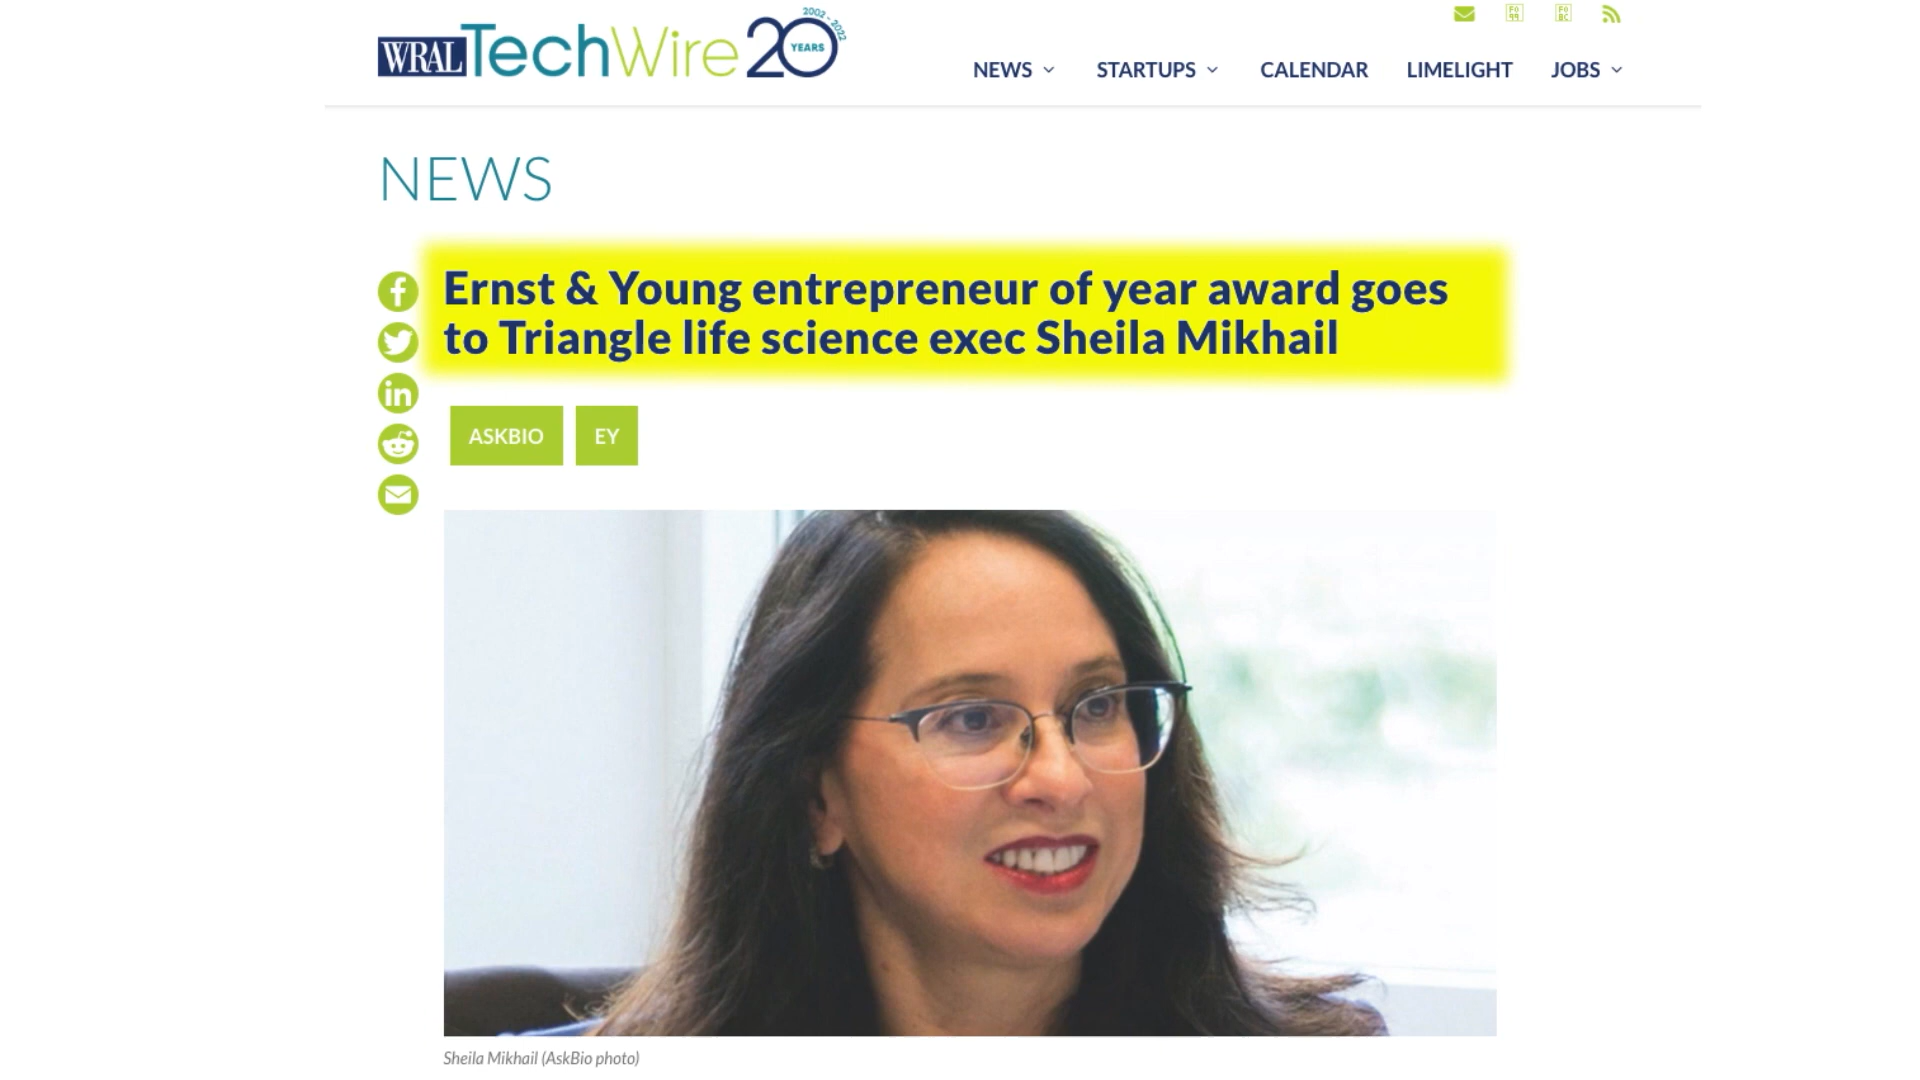 WRAL TechWire 20 YEARS 2002 - 2022
NEWS STARTUPS CALENDAR LIMELIGHT JOBS
NEWS
Ernst & Young entrepreneur of year award goes
to Triangle life science exec Sheila Mikhail
ASKBIO EY
Sheila Mikhail (AskBio photo)